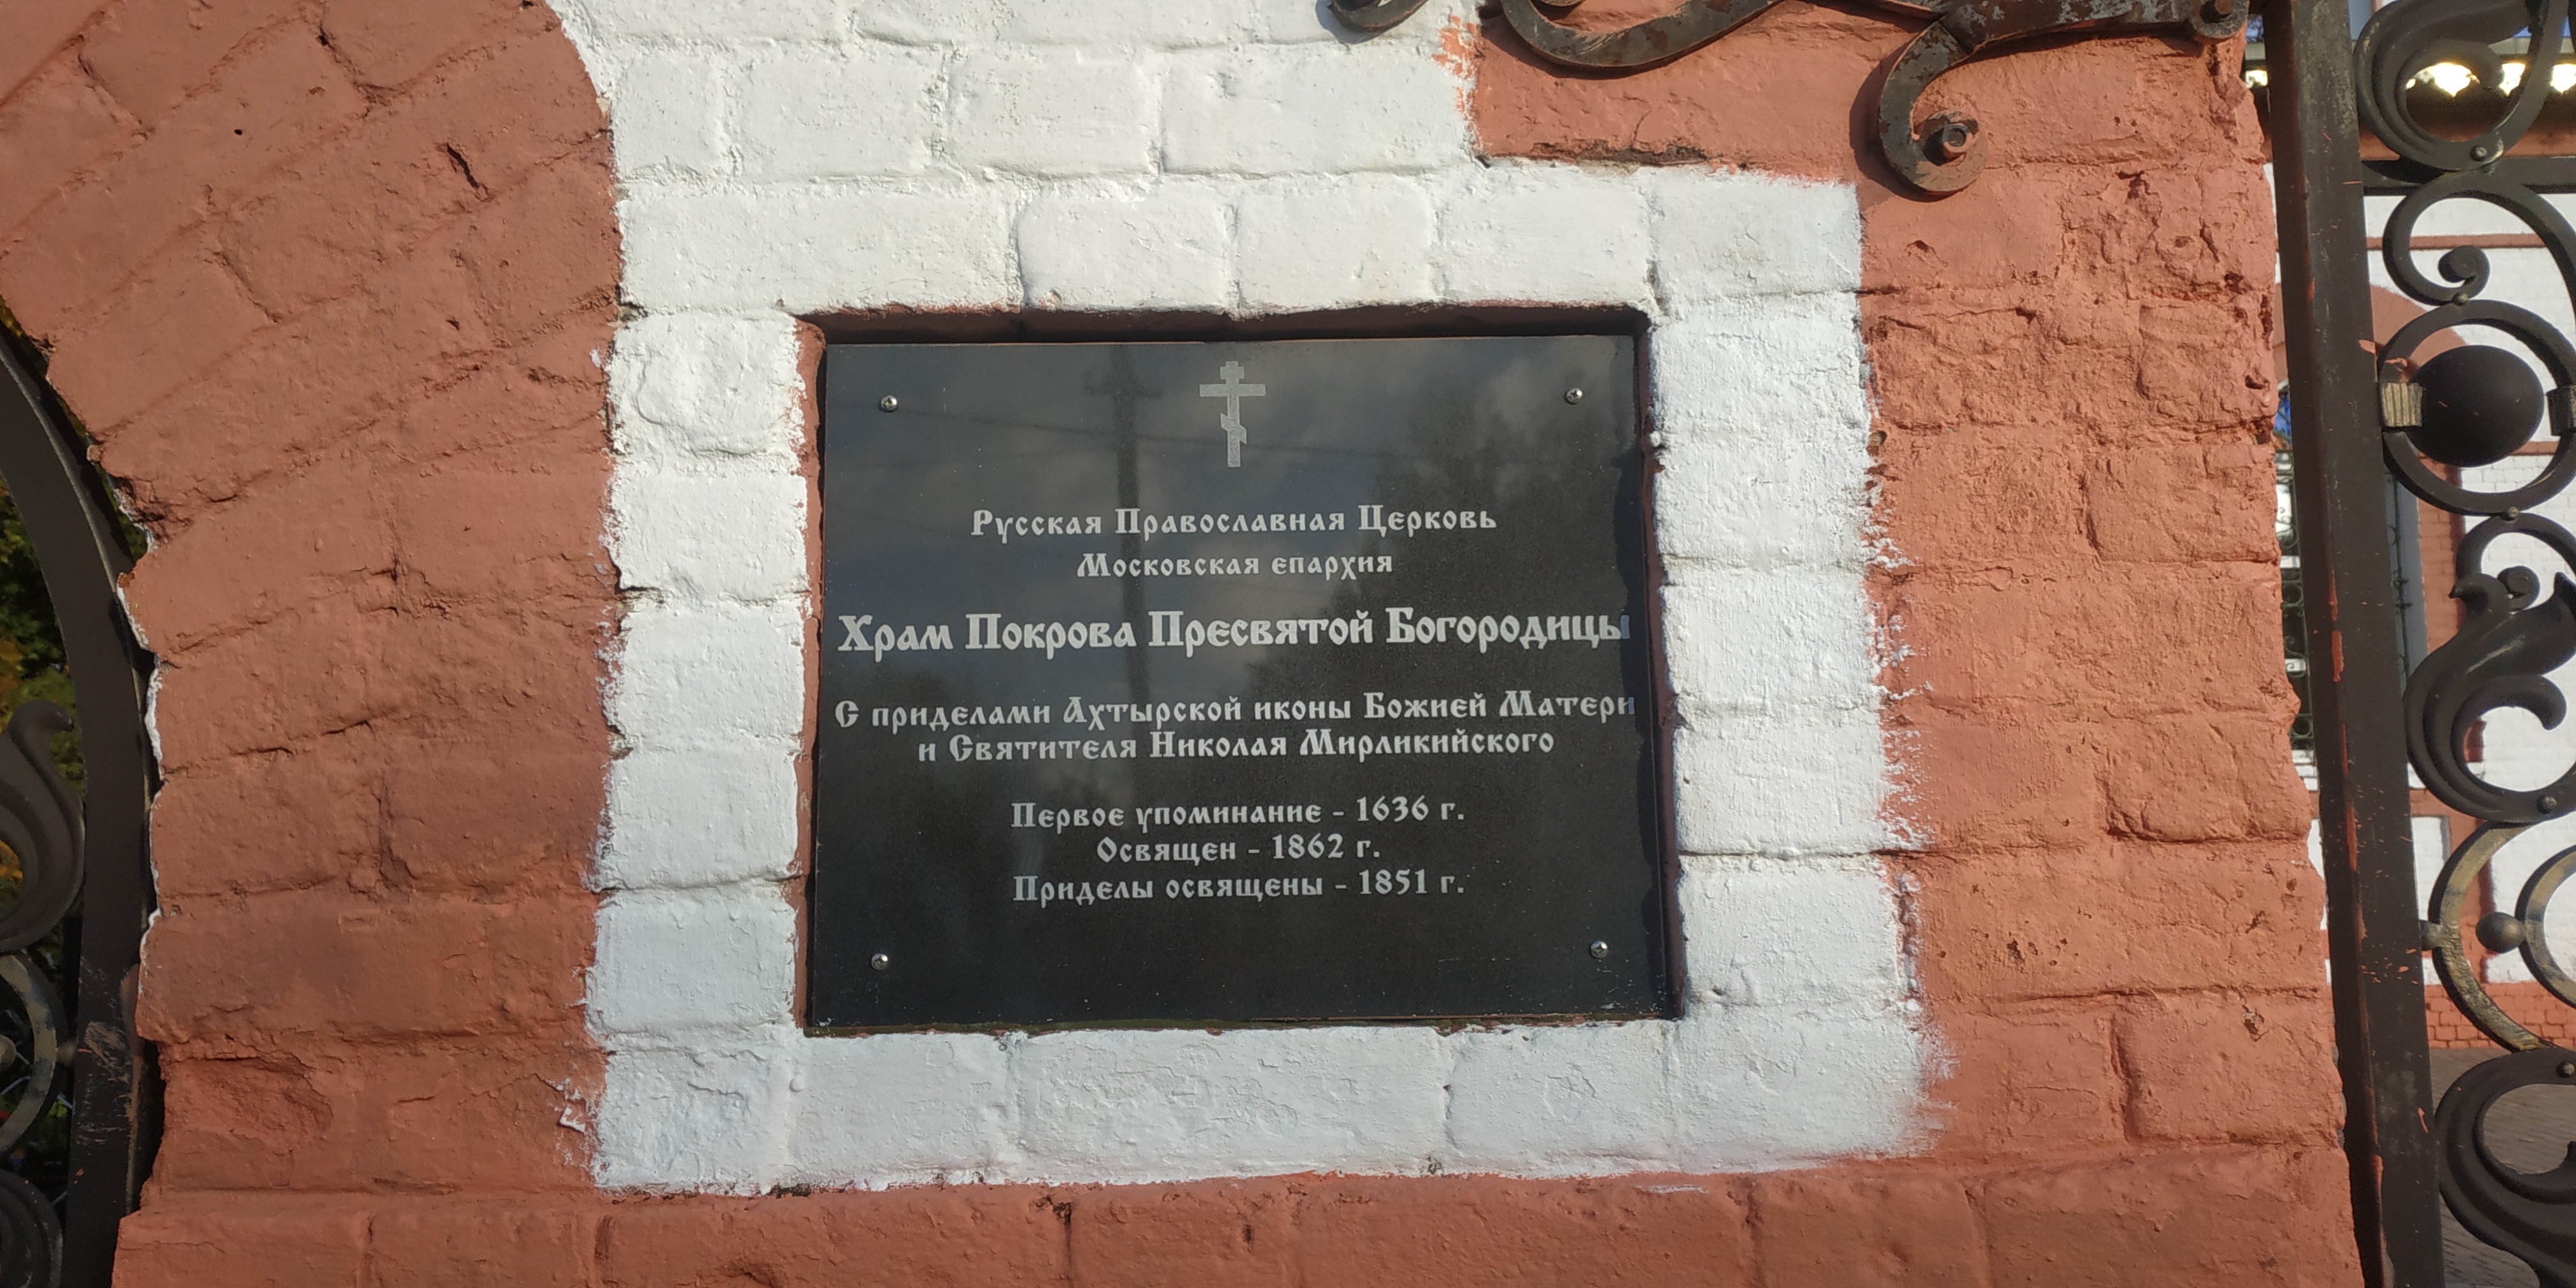 Русская Православная Церковь
Московская епархия
Храм Покрова Пресвятой Богородицы
С приделами Ахтырской иконы Божией Матери
и Святителя Николая Мирликийского
Первое упоминание - 1636 г.
Освящен - 1862 г.
Приделы освящены - 1851 г.